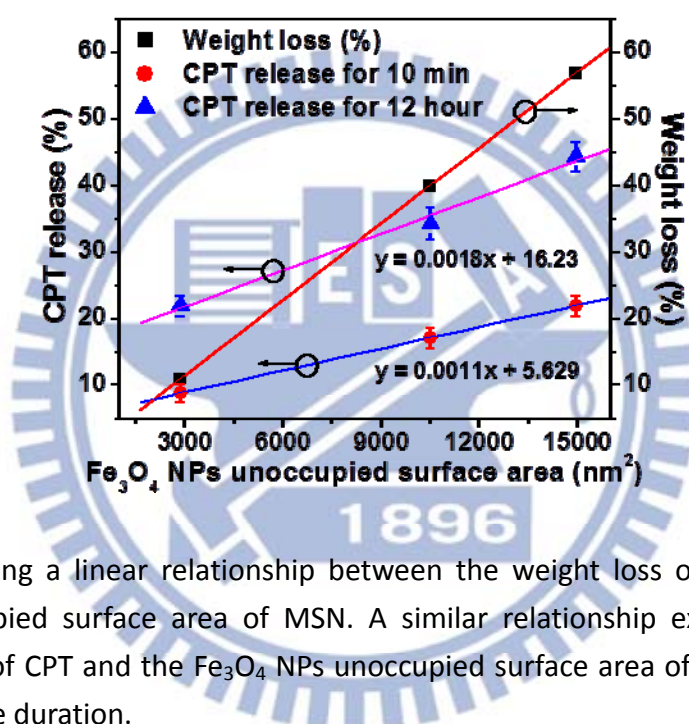 Weight loss (%)
CPT release for 10 min
CPT release for 12 hour
60
50
40
30
20
10
CPT release (%)
60
50
40
30
20
10
Weight loss (%)
y = 0.0018x + 16.23
y = 0.0011x + 5.629
3000 6000 9000 12000 15000
Fe₃O₄ NPs unoccupied surface area (nm²)
ES
A
1896
ng a linear relationship between the weight loss o
pied surface area of MSN. A similar relationship ex
of CPT and the Fe₃O₄ NPs unoccupied surface area of
e duration.